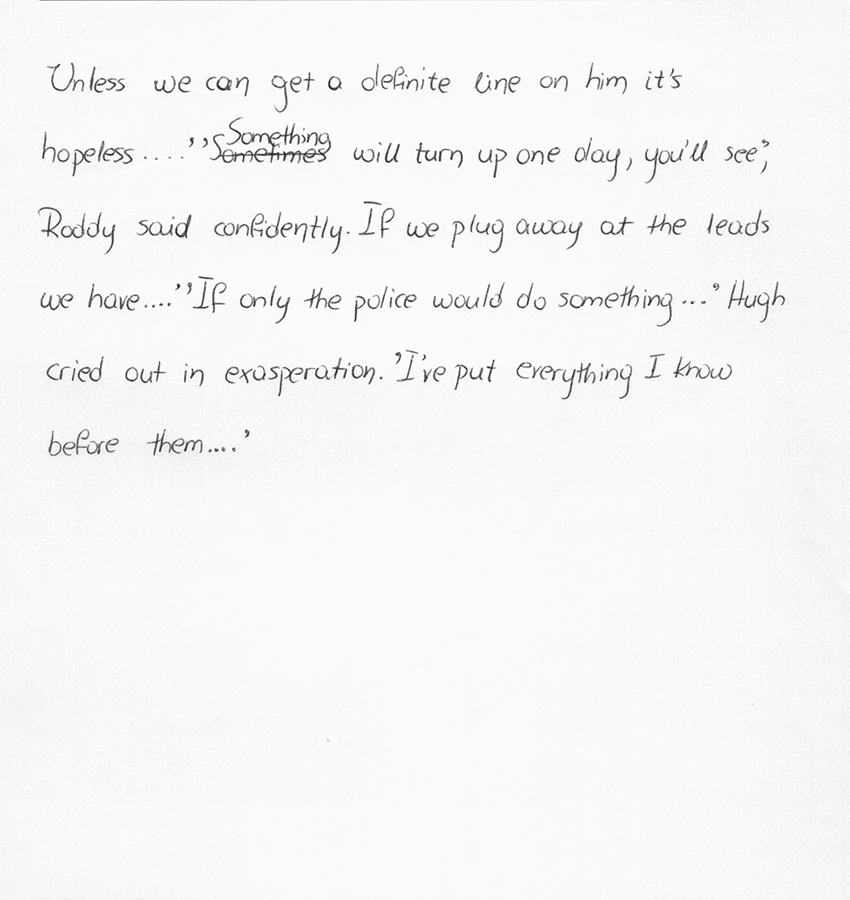 Unless we can get a definite line on him it's
hopeless ....' 'Something will turn up one day, you'll see',
Roddy said confidently. If we plug away at the leads
we have....' 'If only the police would do something...' Hugh
cried out in exasperation. 'I've put everything I know
before them....'